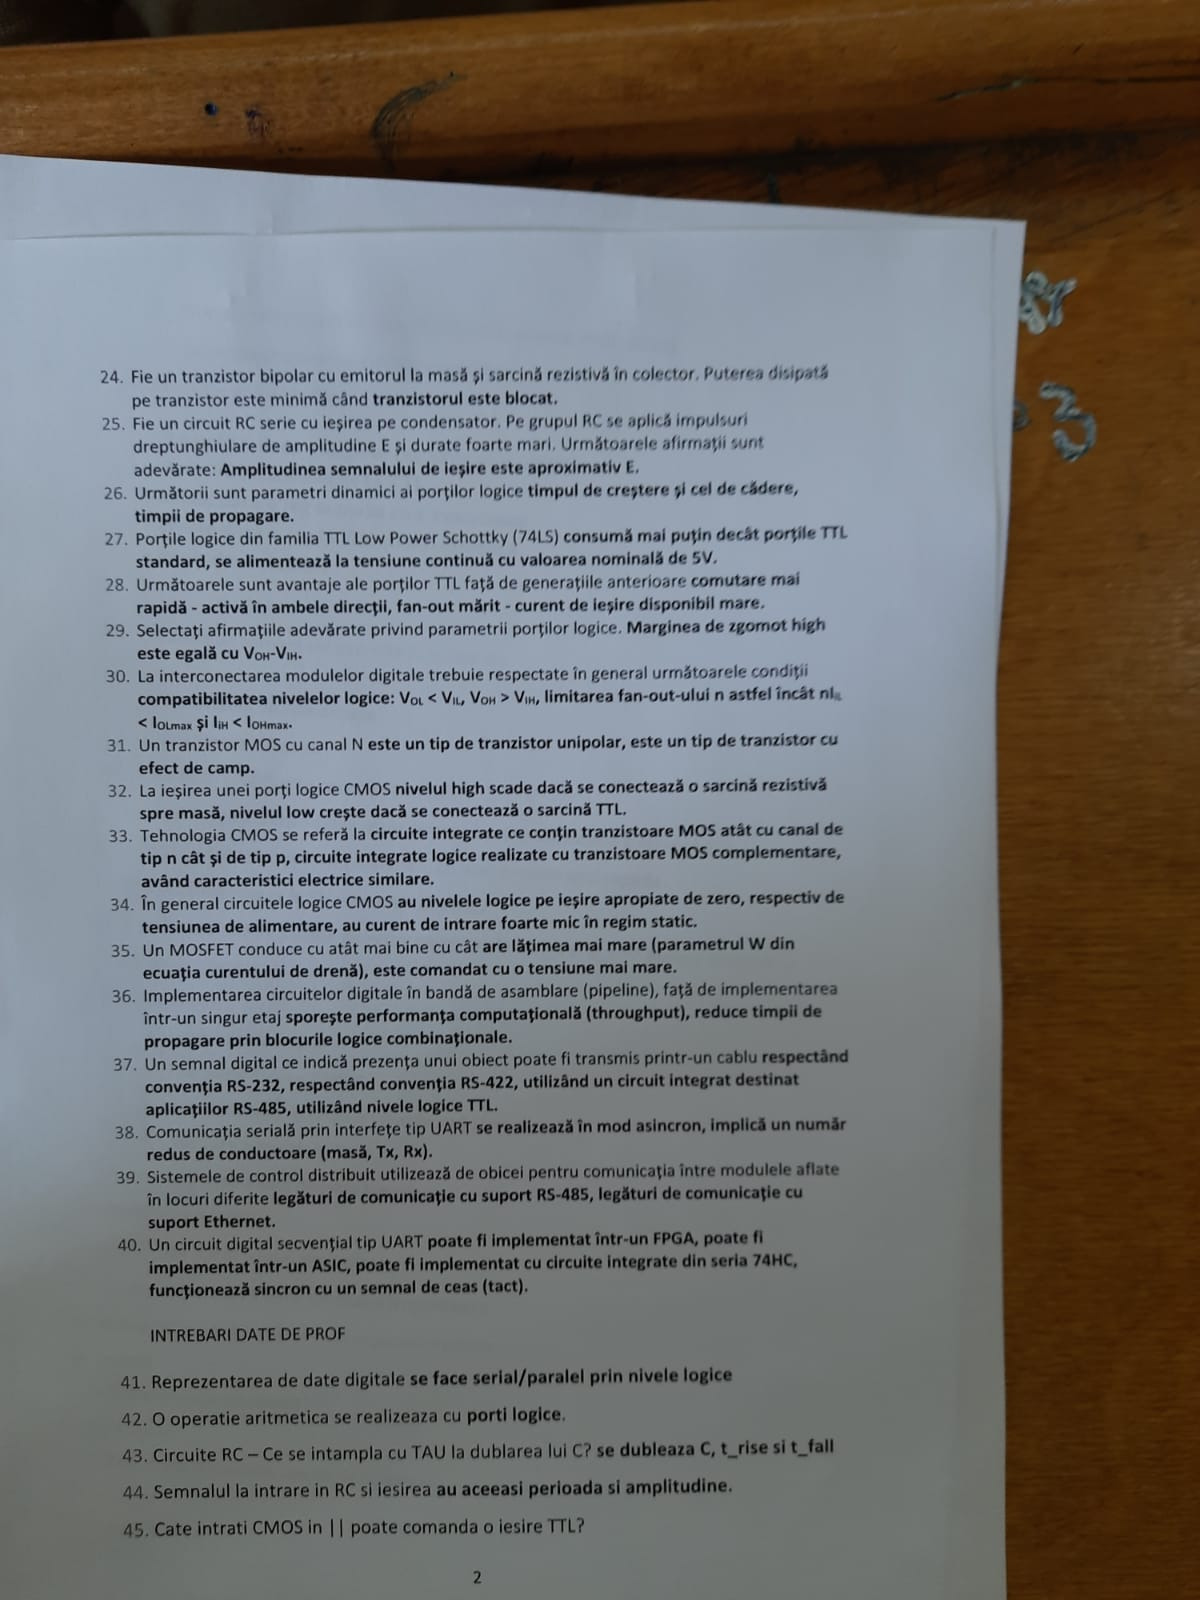 24. Fie un tranzistor bipolar cu emitorul la masă și sarcină rezistivă în colector. Puterea disipată
pe tranzistor este minimă când tranzistorul este blocat.
25. Fie un circuit RC serie cu ieșirea pe condensator. Pe grupul RC se aplică impulsuri
dreptunghiulare de amplitudine E și durate foarte mari. Următoarele afirmații sunt
adevărate: Amplitudinea semnalului de ieșire este aproximativ E.
26. Următorii sunt parametri dinamici ai porților logice timpul de creștere și cel de cădere,
timpii de propagare.
27. Porțile logice din familia TTL Low Power Schottky (74LS) consumă mai puțin decât porțile TTL
standard, se alimentează la tensiune continuă cu valoarea nominală de 5V.
28. Următoarele sunt avantaje ale porților TTL față de generațiile anterioare comutare mai
rapidă - activă în ambele direcții, fan-out mărit - curent de ieșire disponibil mare.
29. Selectați afirmațiile adevărate privind parametrii porților logice. Marginea de zgomot high
este egală cu VOH-VIH.
30. La interconectarea modulelor digitale trebuie respectate în general următoarele condiții
compatibilitatea nivelelor logice: VOL < VIL, VOH > VIH, limitarea fan-out-ului n astfel încât nIIL
< IOLmax și IIH < IOHmax.
31. Un tranzistor MOS cu canal N este un tip de tranzistor unipolar, este un tip de tranzistor cu
efect de camp.
32. La ieșirea unei porți logice CMOS nivelul high scade dacă se conectează o sarcină rezistivă
spre masă, nivelul low crește dacă se conectează o sarcină TTL.
33. Tehnologia CMOS se referă la circuite integrate ce conțin tranzistoare MOS atât cu canal de
tip n cât și de tip p, circuite integrate logice realizate cu tranzistoare MOS complementare,
având caracteristici electrice similare.
34. În general circuitele logice CMOS au nivelele logice pe ieșire apropiate de zero, respectiv de
tensiunea de alimentare, au curent de intrare foarte mic în regim static.
35. Un MOSFET conduce cu atât mai bine cu cât are lățimea mai mare (parametrul W din
ecuația curentului de drenă), este comandat cu o tensiune mai mare.
36. Implementarea circuitelor digitale în bandă de asamblare (pipeline), față de implementarea
într-un singur etaj sporește performanța computațională (throughput), reduce timpii de
propagare prin blocurile logice combinaționale.
37. Un semnal digital ce indică prezența unui obiect poate fi transmis printr-un cablu respectând
convenția RS-232, respectând convenția RS-422, utilizând un circuit integrat destinat
aplicațiilor RS-485, utilizând nivele logice TTL.
38. Comunicația serială prin interfețe tip UART se realizează în mod asincron, implică un număr
redus de conductoare (masă, Tx, Rx).
39. Sistemele de control distribuit utilizează de obicei pentru comunicația între modulele aflate
în locuri diferite legături de comunicație cu suport RS-485, legături de comunicație cu
suport Ethernet.
40. Un circuit digital secvențial tip UART poate fi implementat într-un FPGA, poate fi
implementat într-un ASIC, poate fi implementat cu circuite integrate din seria 74HC,
funcționează sincron cu un semnal de ceas (tact).
INTREBARI DATE DE PROF
41. Reprezentarea de date digitale se face serial/paralel prin nivele logice
42. O operatie aritmetica se realizeaza cu porti logice.
43. Circuite RC – Ce se intampla cu TAU la dublarea lui C? se dubleaza C, t_rise si t_fall
44. Semnalul la intrare in RC si iesirea au aceeasi perioada si amplitudine.
45. Cate intrati CMOS in || poate comanda o iesire TTL?
2
3